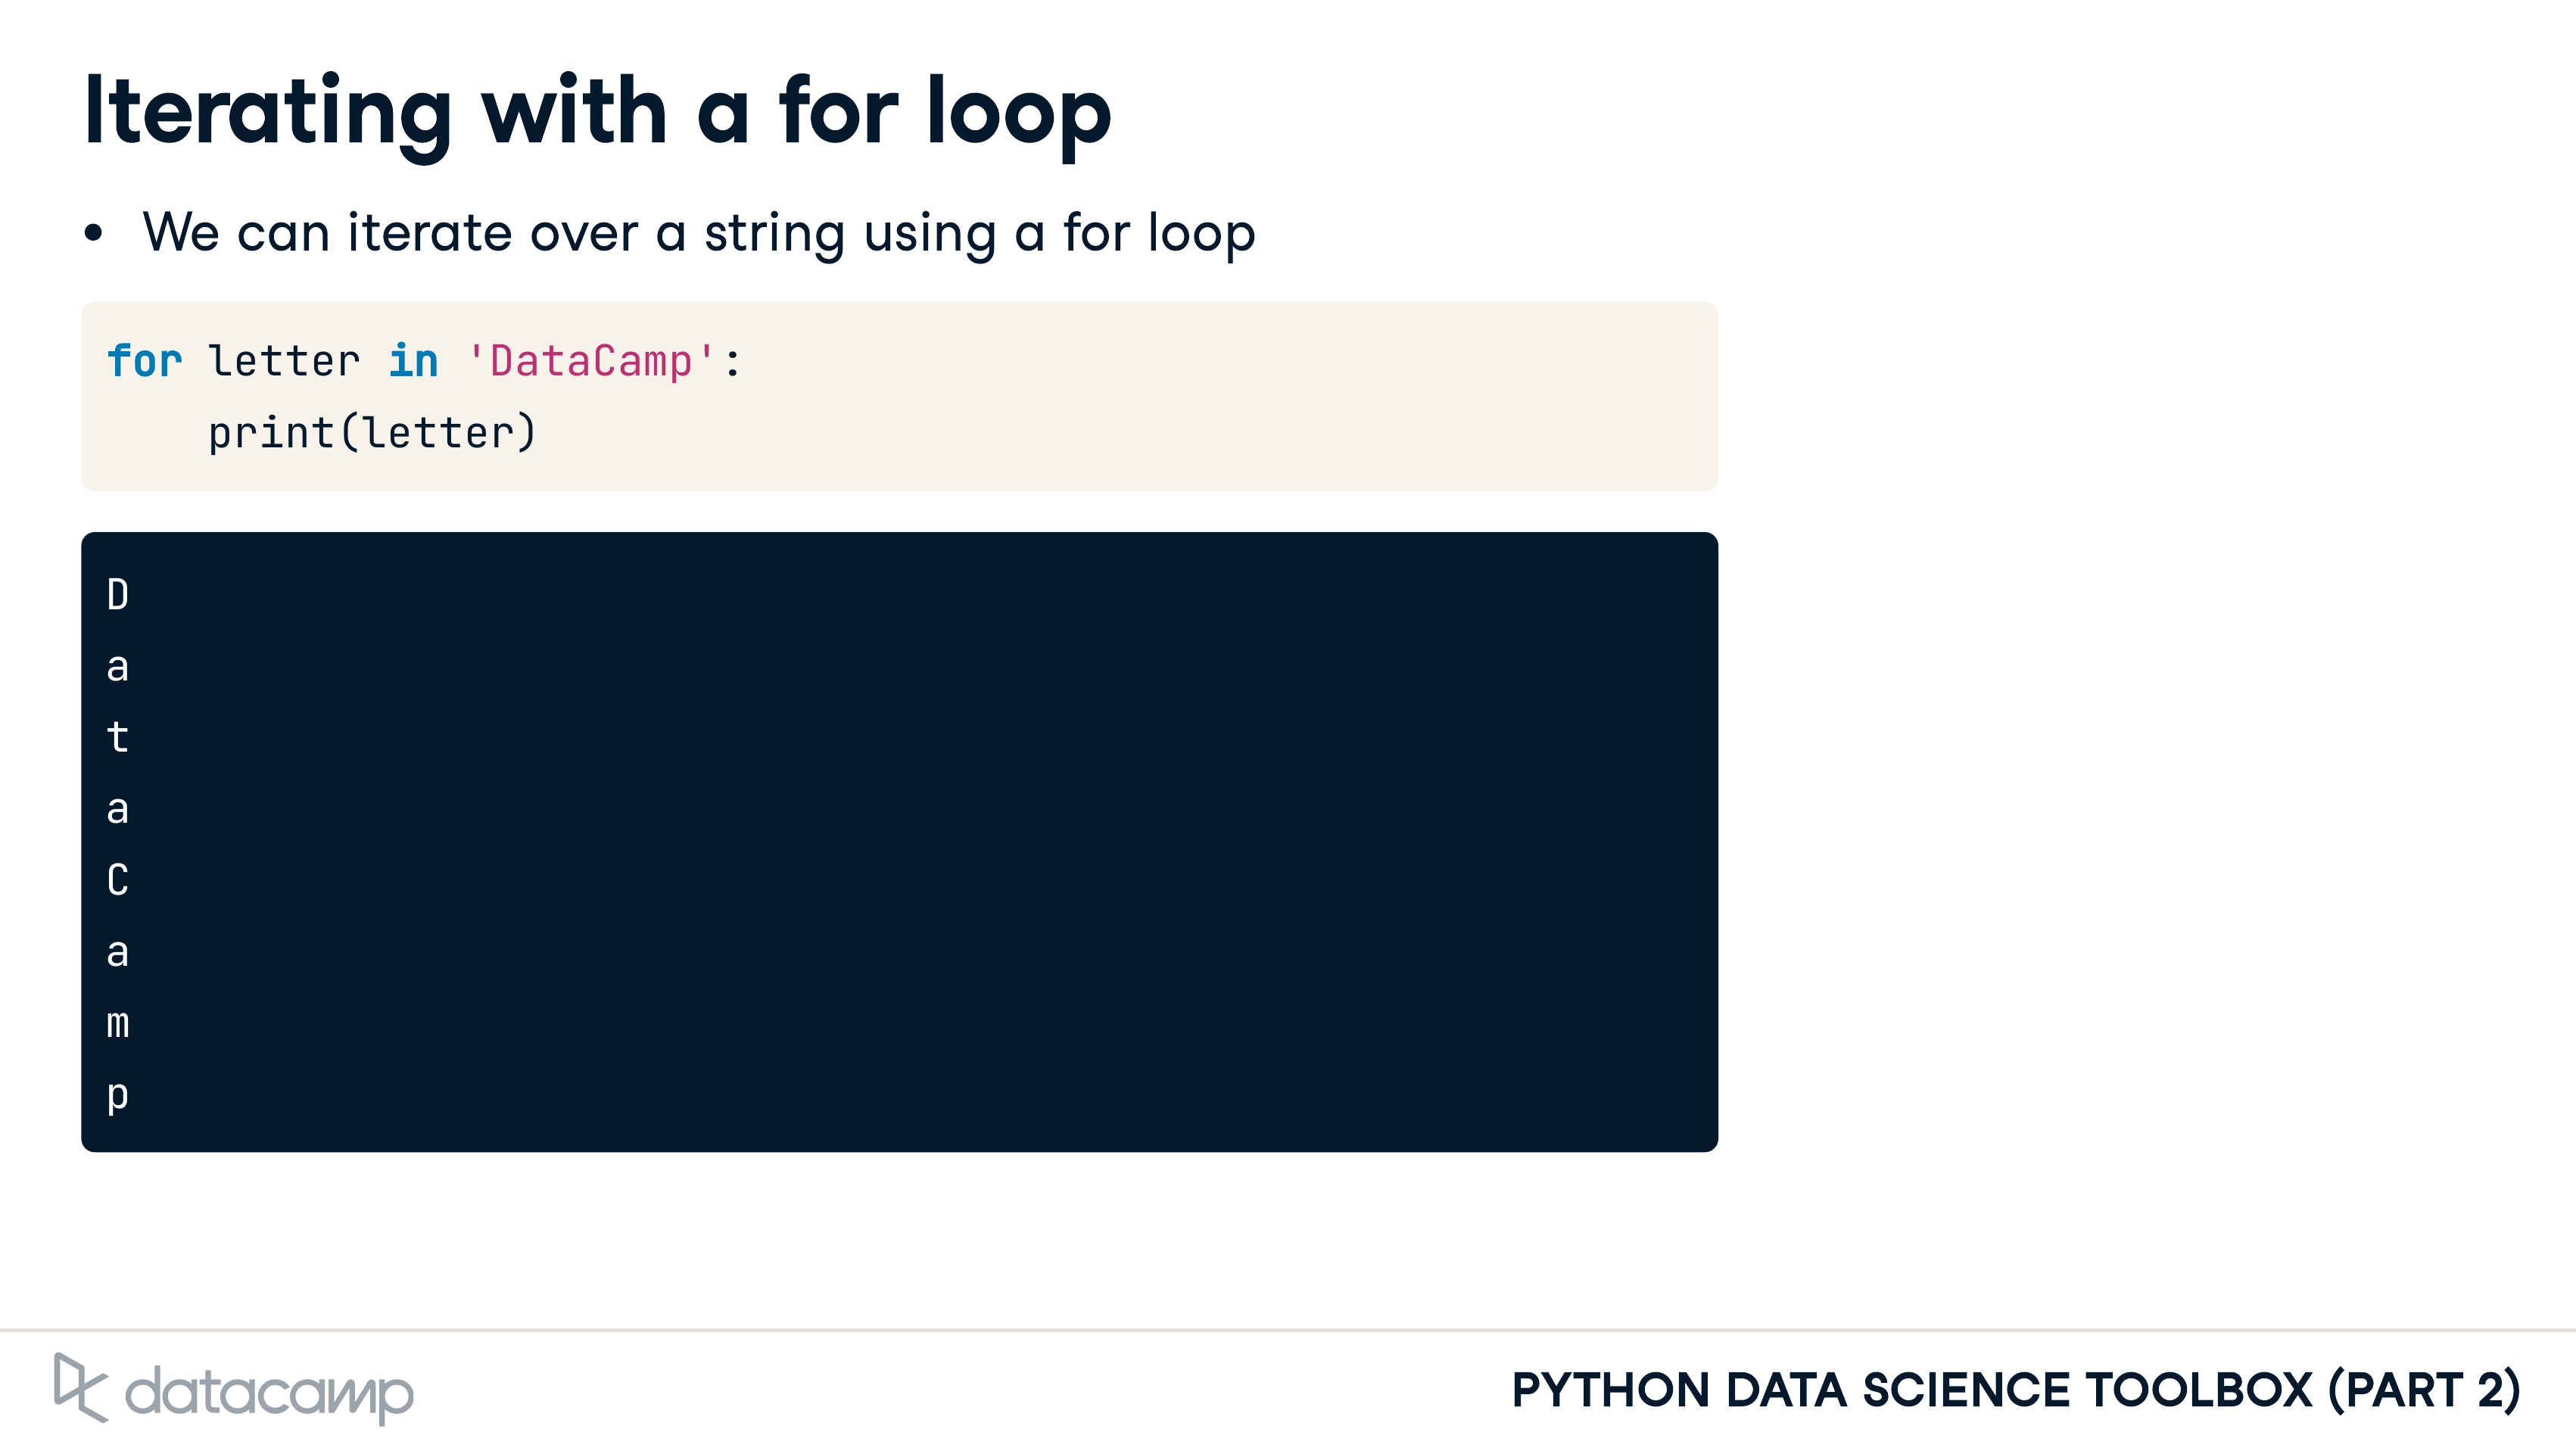 Iterating with a for loop
• We can iterate over a string using a for loop
for letter in 'DataCamp':
    print(letter)
D
a
t
a
C
a
m
p
datacamp
PYTHON DATA SCIENCE TOOLBOX (PART 2)